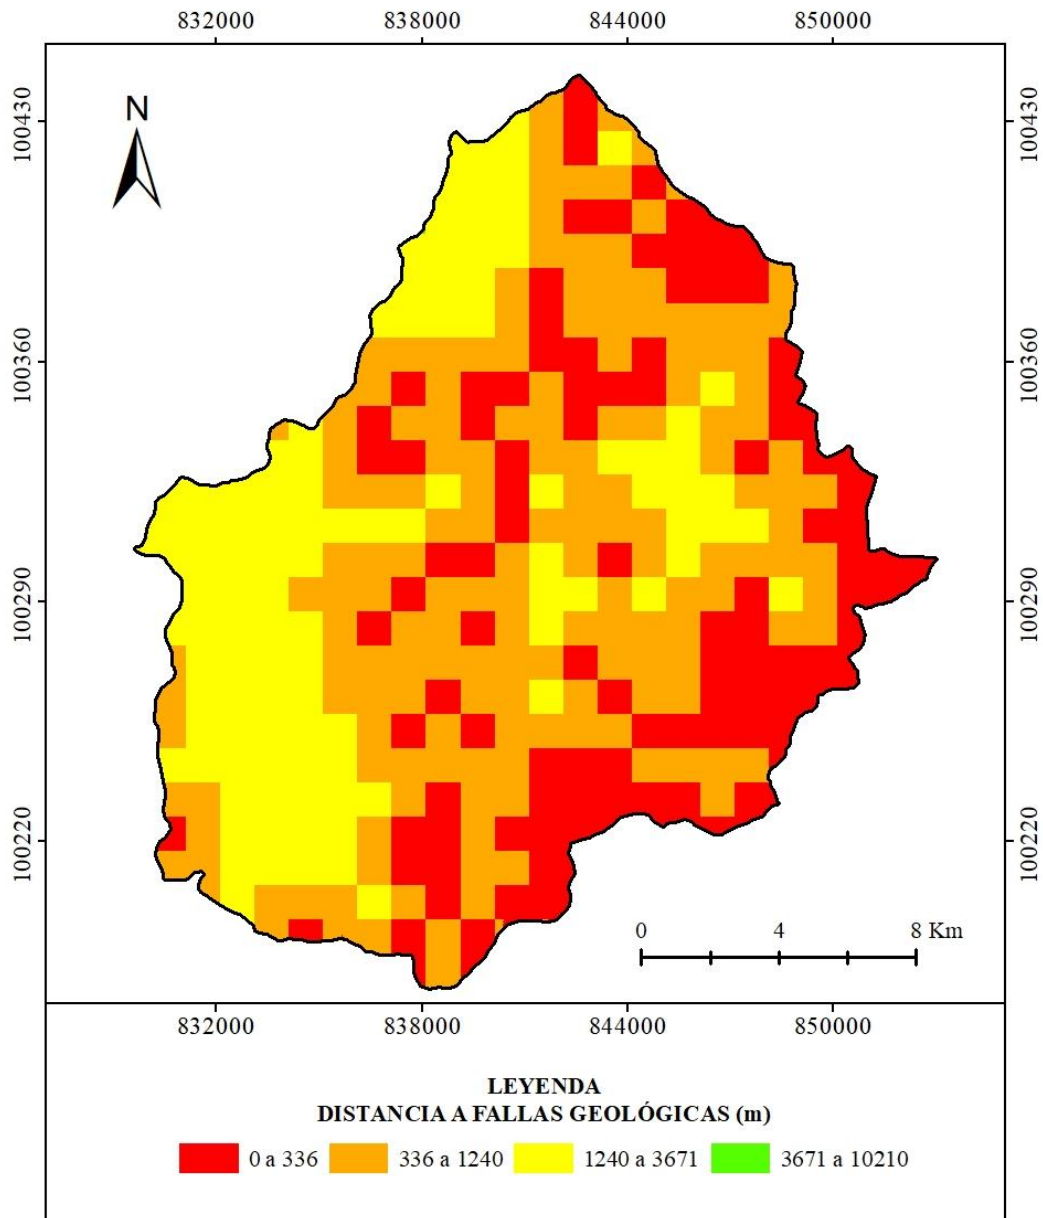 832000 838000 844000 850000
N
100430 100430
100360 100360
100290 100290
100220 100220
0 4 8 Km
832000 838000 844000 850000
LEYENDA
DISTANCIA A FALLAS GEOLÓGICAS (m)
0 a 336 336 a 1240 1240 a 3671 3671 a 10210